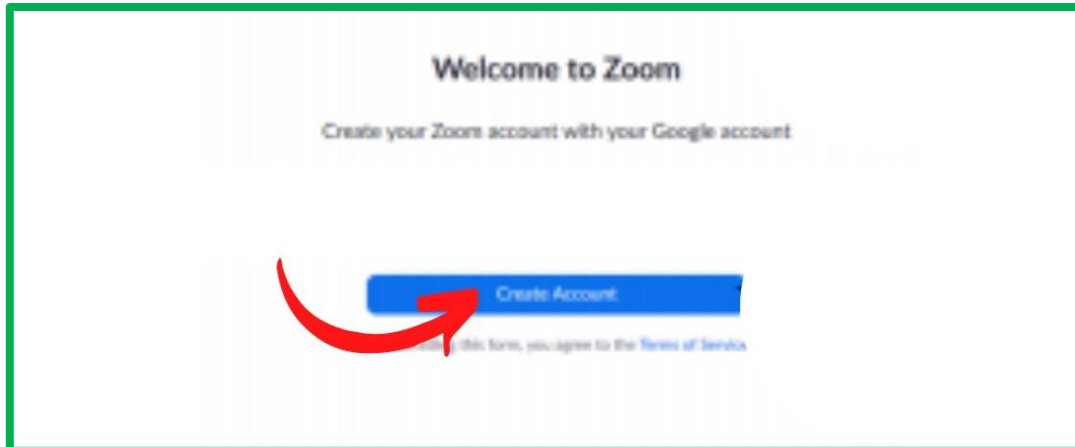 Welcome to Zoom
Create your Zoom account with your Google account
Create Account
this form, you agree to the Terms of Service